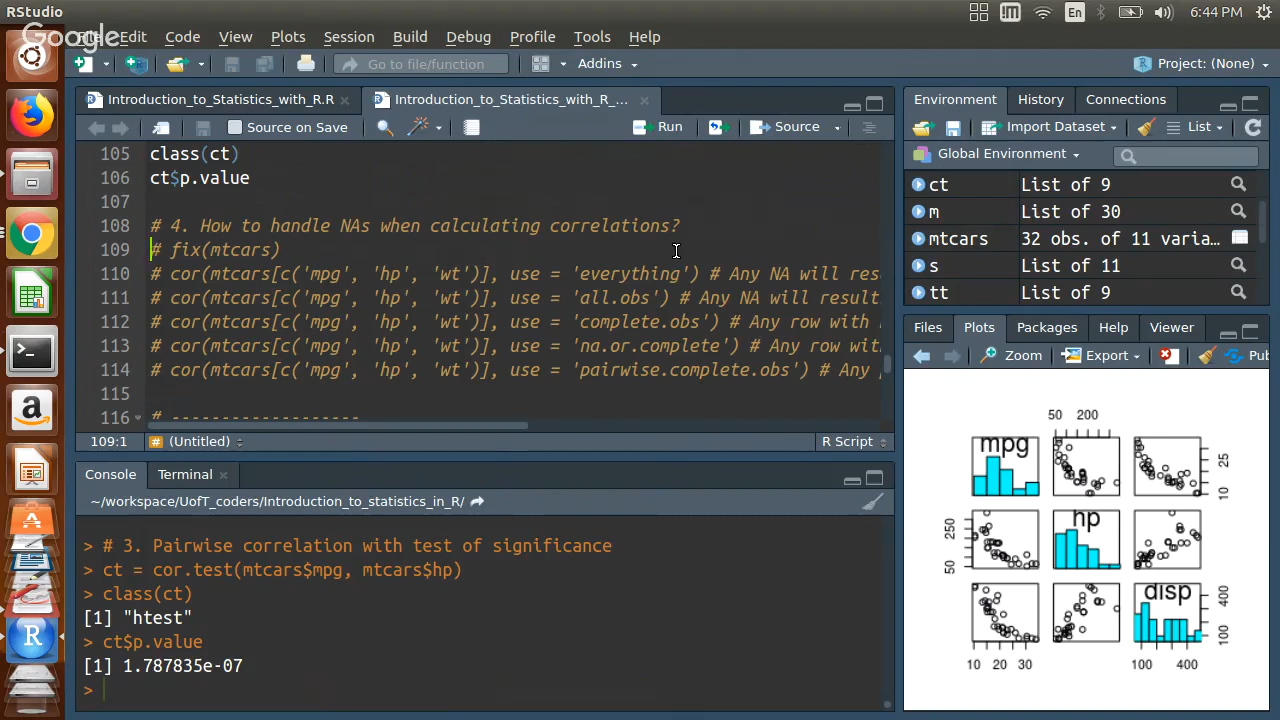 RStudio
En
6:44 PM
Google
Edit Code View Plots Session Build Debug Profile Tools Help
Go to file/function
Addins
Project: (None)
Introduction_to_Statistics_with_R.R
Introduction_to_Statistics_with_R_...
Source on Save
Run
Source
105 class(ct)
106 ct$p.value
107
108 # 4. How to handle NAs when calculating correlations?
109 # fix(mtcars)
110 # cor(mtcars[c('mpg', 'hp', 'wt')], use = 'everything') # Any NA will res
111 # cor(mtcars[c('mpg', 'hp', 'wt')], use = 'all.obs') # Any NA will result
112 # cor(mtcars[c('mpg', 'hp', 'wt')], use = 'complete.obs') # Any row with
113 # cor(mtcars[c('mpg', 'hp', 'wt')], use = 'na.or.complete') # Any row wit
114 # cor(mtcars[c('mpg', 'hp', 'wt')], use = 'pairwise.complete.obs') # Any
115
116 # --------------------
109:1
(Untitled)
R Script
Console
Terminal
~/workspace/UofT_coders/Introduction_to_statistics_in_R/
> # 3. Pairwise correlation with test of significance
> ct = cor.test(mtcars$mpg, mtcars$hp)
> class(ct)
[1] "htest"
> ct$p.value
[1] 1.787835e-07
>
Environment History Connections
Import Dataset
List
Global Environment
ct List of 9
m List of 30
mtcars 32 obs. of 11 varia...
s List of 11
tt List of 9
Files Plots Packages Help Viewer
Zoom
Export
Pub
50 200
mpg
10 25
hp
50 250
disp
100 400
10 20 30
100 400